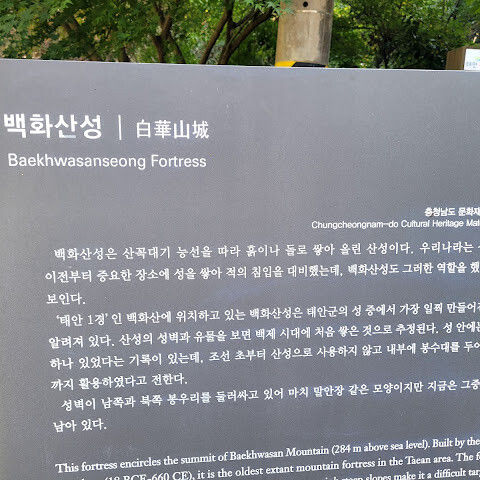 백화산성 | 白華山城
Baekhwasanseong Fortress
충청남도 문화재
Chungcheongnam-do Cultural Heritage
백화산성은 산꼭대기 능선을 따라 흙이나 돌로 쌓아 올린 산성이다. 우리나라는
이전부터 중요한 장소에 성을 쌓아 적의 침입을 대비했는데, 백화산성도 그러한 역할을 했
보인다.
'태안 1경'인 백화산에 위치하고 있는 백화산성은 태안군의 성 중에서 가장 일찍 만들어
알려져 있다. 산성의 성벽과 유물을 보면 백제 시대에 처음 쌓은 것으로 추정된다. 성 안에
하나 있었다는 기록이 있는데, 조선 초부터 산성으로 사용하지 않고 내부에 봉수대를 두어
까지 활용하였다고 전한다.
성벽이 남쪽과 북쪽 봉우리를 둘러싸고 있어 마치 말안장 같은 모양이지만 지금은 그중
남아 있다.
This fortress encircles the summit of Baekhwasan Mountain (284 m above sea level). Built by the
(18 BCE-660 CE), it is the oldest extant mountain fortress in the Taean area. The
steep slopes make it a difficult